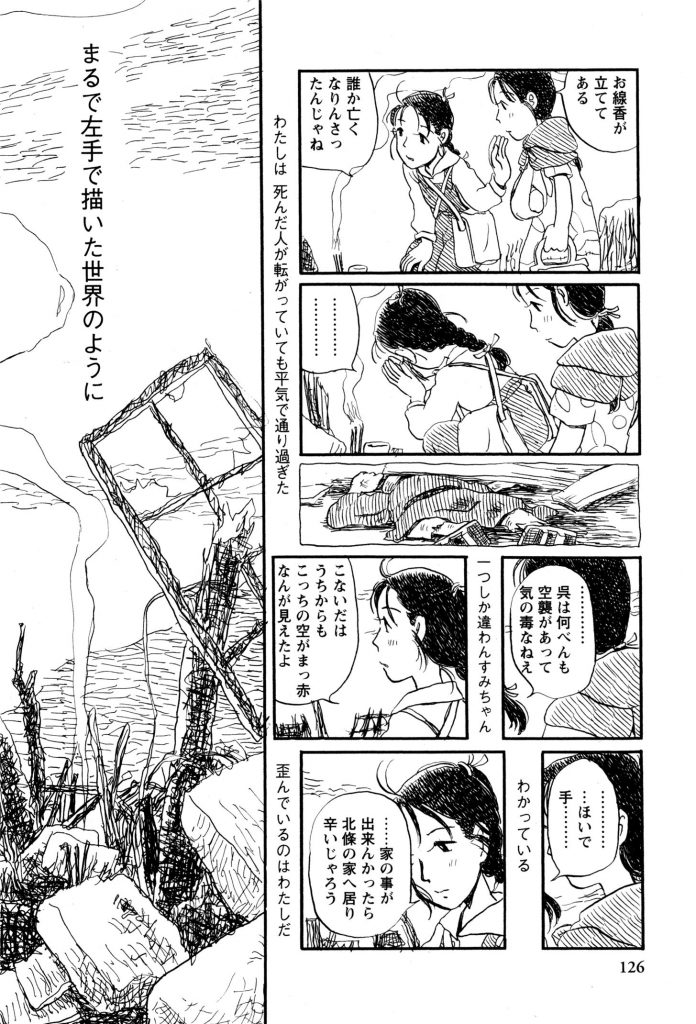 お線香が
立てて
ある
誰か亡く
なりんさっ
たんじゃね
………
………
わたしは 死んだ人が転がっていても平気で通り過ぎた
呉は何べんも
空襲があって
気の毒なねえ
一つしか違わんすみちゃん
こないだは
うちからも
こっちの空がまっ赤
なんが見えたよ
…ほいで
手………
わかっている
……家の事が
出来んかったら
北條の家へ居り
辛いじゃろう
歪んでいるのはわたしだ
まるで左手で描いた世界のように
126